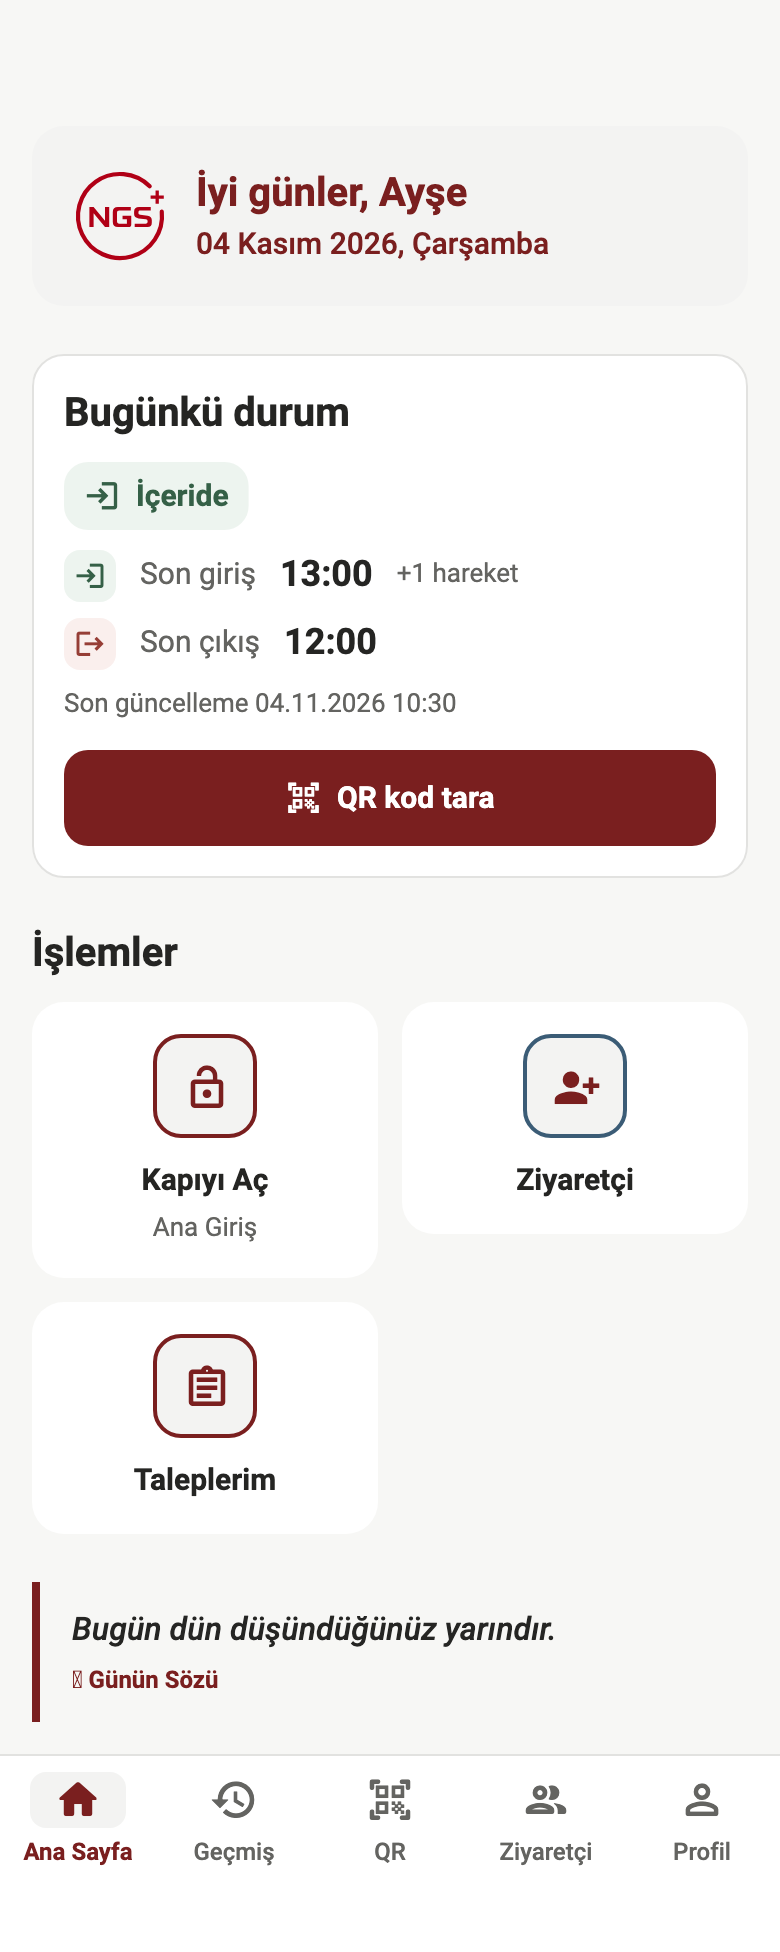 NGS+
İyi günler, Ayşe
04 Kasım 2026, Çarşamba
Bugünkü durum
İçeride
Son giriş 13:00 +1 hareket
Son çıkış 12:00
Son güncelleme 04.11.2026 10:30
QR kod tara
İşlemler
Kapıyı Aç
Ana Giriş
Ziyaretçi
Taleplerim
Bugün dün düşündüğünüz yarındır.
Günün Sözü
Ana Sayfa
Geçmiş
QR
Ziyaretçi
Profil